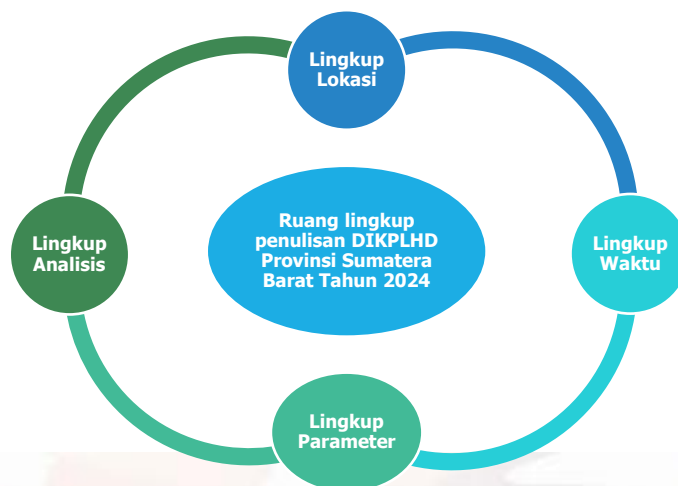 Lingkup
Lokasi
Ruang lingkup
penulisan DIKPLHD
Provinsi Sumatera
Barat Tahun 2024
Lingkup
Analisis
Lingkup
Waktu
Lingkup
Parameter